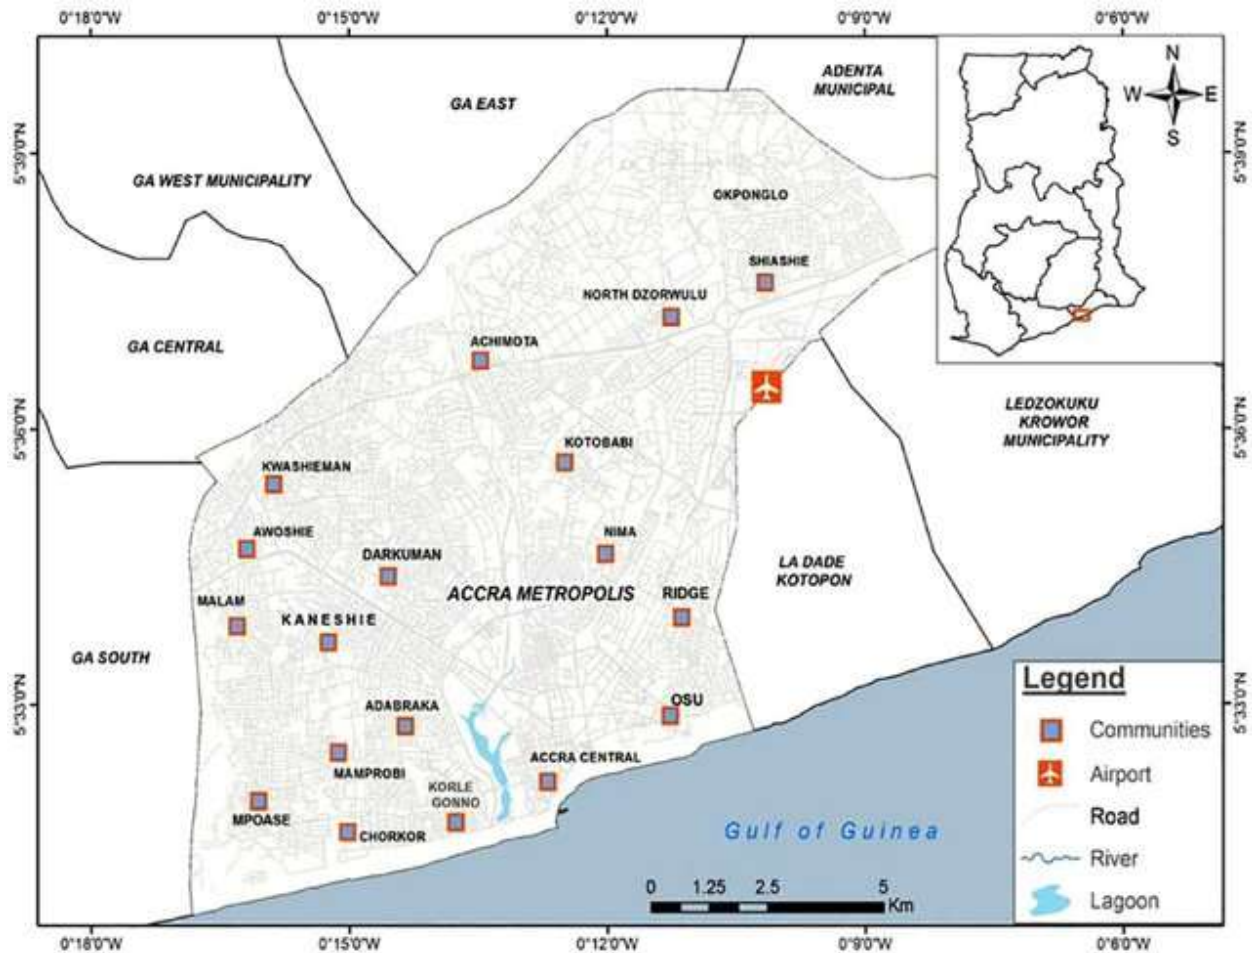 0°18'0"W
0°15'0"W
0°12'0"W
0°9'0"W
0°6'0"W
N
W
E
S
ADENTA
MUNICIPAL
GA EAST
5°39'0"N
5°39'0"N
GA WEST MUNICIPALITY
OKPONGLO
SHIASHIE
NORTH DZORWULU
ACHIMOTA
GA CENTRAL
LEDZOKUKU
KROWOR
MUNICIPALITY
5°36'0"N
5°36'0"N
KOTOBABI
KWASHIEMAN
AWOSHIE
NIMA
DARKUMAN
LA DADE
KOTOPON
ACCRA METROPOLIS
RIDGE
MALAM
KANESHIE
GA SOUTH
5°33'0"N
5°33'0"N
OSU
ADABRAKA
ACCRA CENTRAL
MAMPROBI
KORLE
GONNO
MPOASE
CHORKOR
Gulf of Guinea
0 1.25 2.5 5
Km
Legend
Communities
Airport
Road
River
Lagoon
0°18'0"W
0°15'0"W
0°12'0"W
0°9'0"W
0°6'0"W